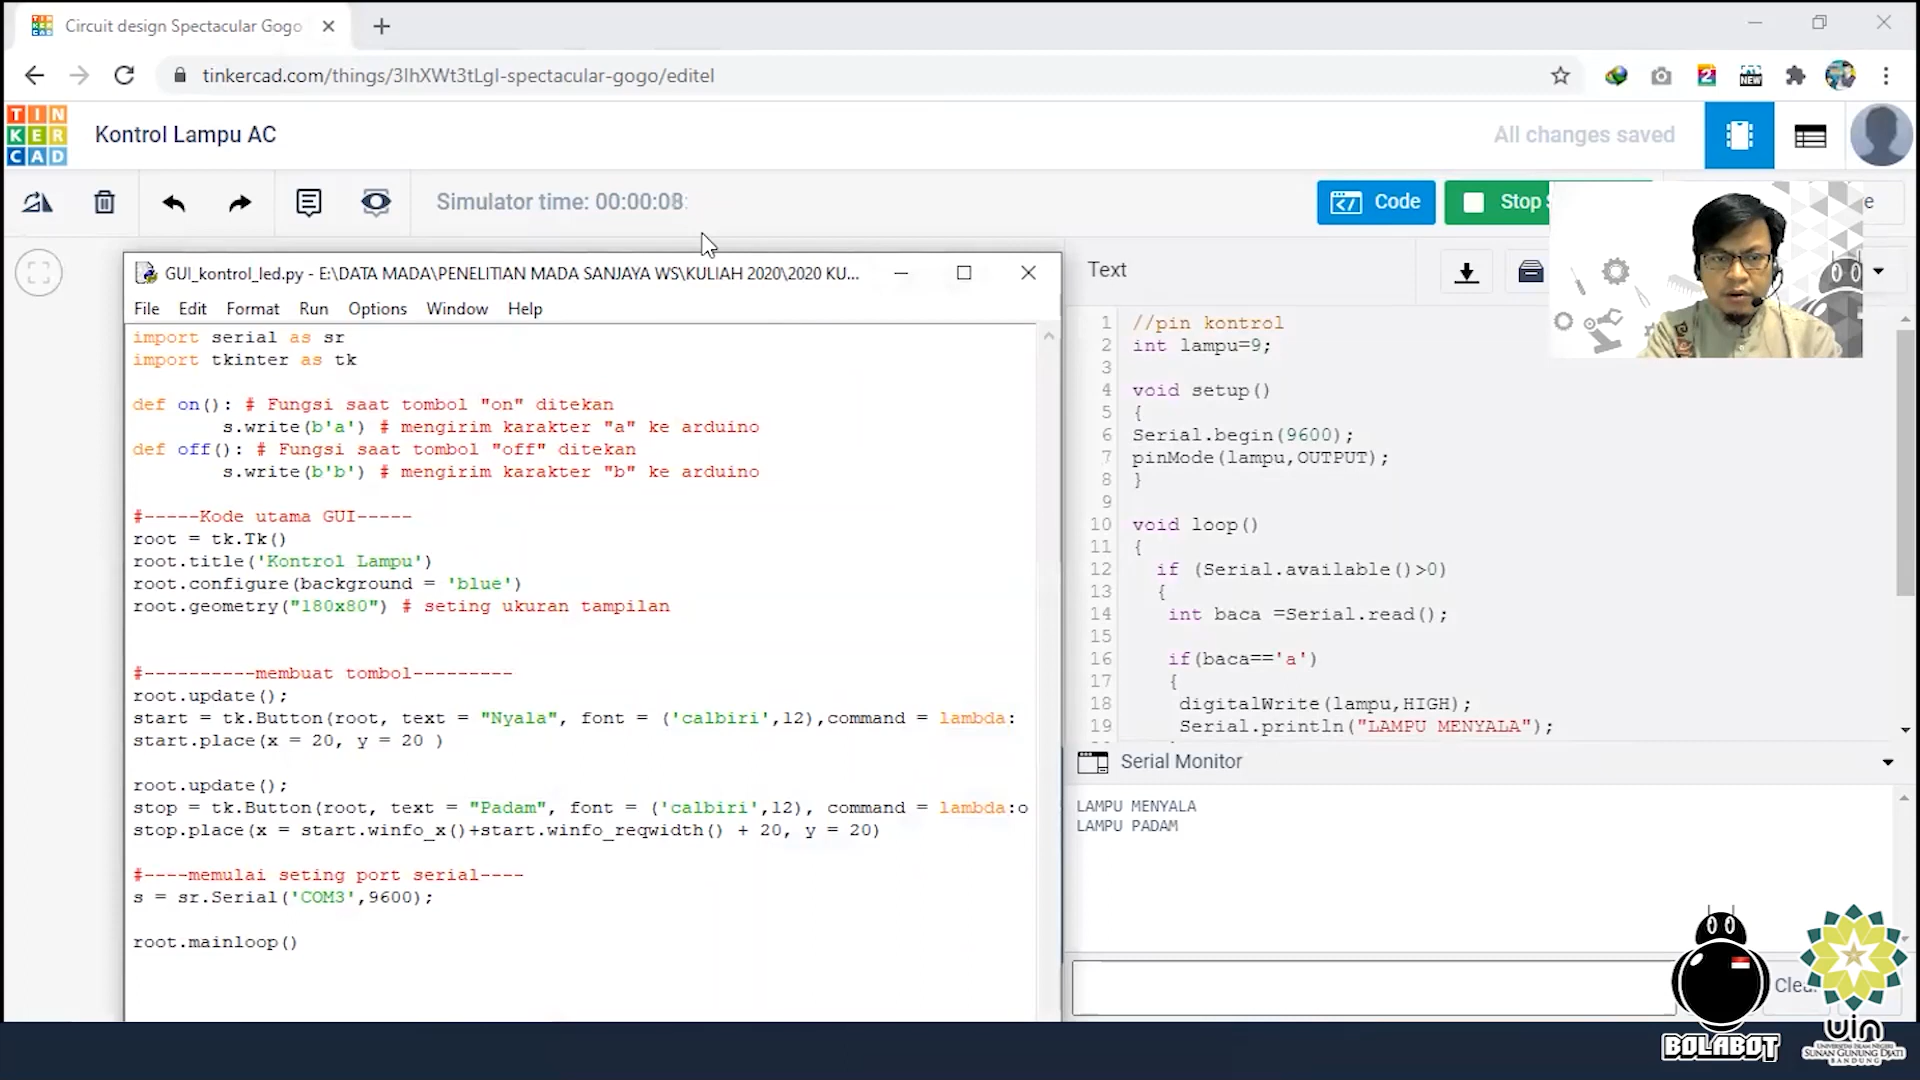 Circuit design Spectacular Gogo
tinkercad.com/things/3lhXWt3tLgl-spectacular-gogo/editel
NEW
TIN
KER
CAD
Kontrol Lampu AC
All changes saved
Simulator time: 00:00:08
Code
Stop S
e
GUI_kontrol_led.py - E:\DATA MADA\PENELITIAN MADA SANJAYA WS\KULIAH 2020\2020 KU...
File Edit Format Run Options Window Help
import serial as sr
import tkinter as tk
def on(): # Fungsi saat tombol "on" ditekan
s.write(b'a') # mengirim karakter "a" ke arduino
def off(): # Fungsi saat tombol "off" ditekan
s.write(b'b') # mengirim karakter "b" ke arduino
#-----Kode utama GUI-----
root = tk.Tk()
root.title('Kontrol Lampu')
root.configure(background = 'blue')
root.geometry("180x80") # seting ukuran tampilan
#----------membuat tombol---------
root.update();
start = tk.Button(root, text = "Nyala", font = ('calbiri',12),command = lambda:
start.place(x = 20, y = 20 )
root.update();
stop = tk.Button(root, text = "Padam", font = ('calbiri',12), command = lambda:o
stop.place(x = start.winfo_x()+start.winfo_reqwidth() + 20, y = 20)
#----memulai seting port serial----
s = sr.Serial('COM3',9600);
root.mainloop()
Text
1 //pin kontrol
2 int lampu=9;
3
4 void setup()
5 {
6 Serial.begin(9600);
7 pinMode(lampu,OUTPUT);
8 }
9
10 void loop()
11 {
12 if (Serial.available()>0)
13 {
14 int baca =Serial.read();
15
16 if(baca=='a')
17 {
18 digitalWrite(lampu,HIGH);
19 Serial.println("LAMPU MENYALA");
Serial Monitor
LAMPU MENYALA
LAMPU PADAM
Clea
BOLABOT
uin
UNIVERSITAS ISLAM NEGERI
SUNAN GUNUNG DJATI
BANDUNG